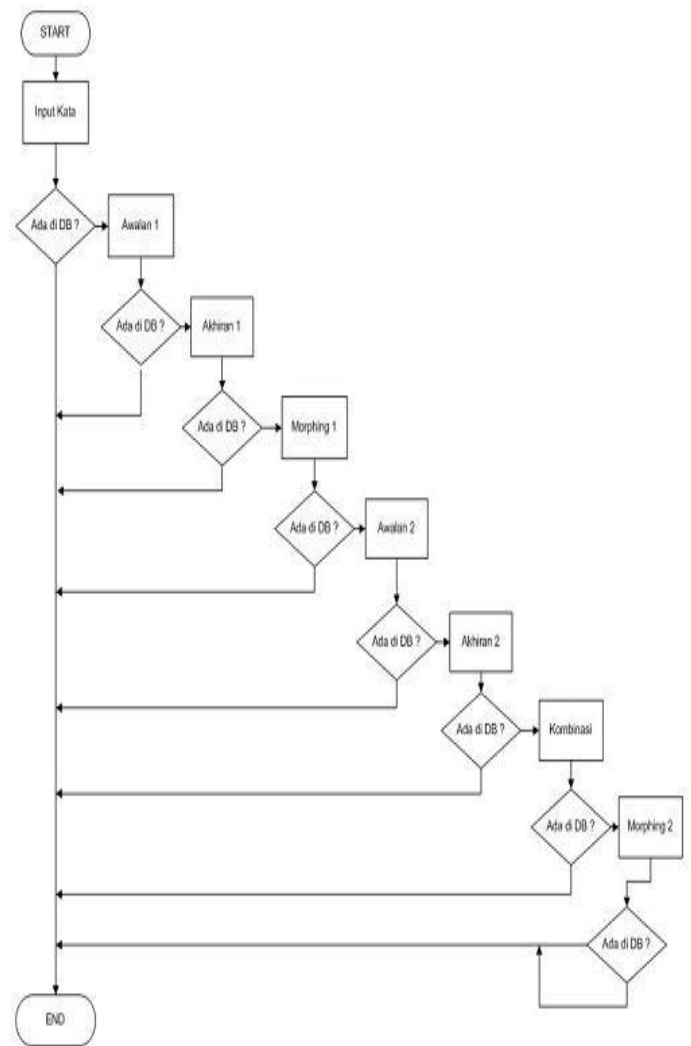 START
Input Kata
Ada di DB ?
Awalan 1
Ada di DB ?
Akhiran 1
Ada di DB ?
Morphing 1
Ada di DB ?
Awalan 2
Ada di DB ?
Akhiran 2
Ada di DB ?
Kombinasi
Ada di DB ?
Morphing 2
Ada di DB ?
END